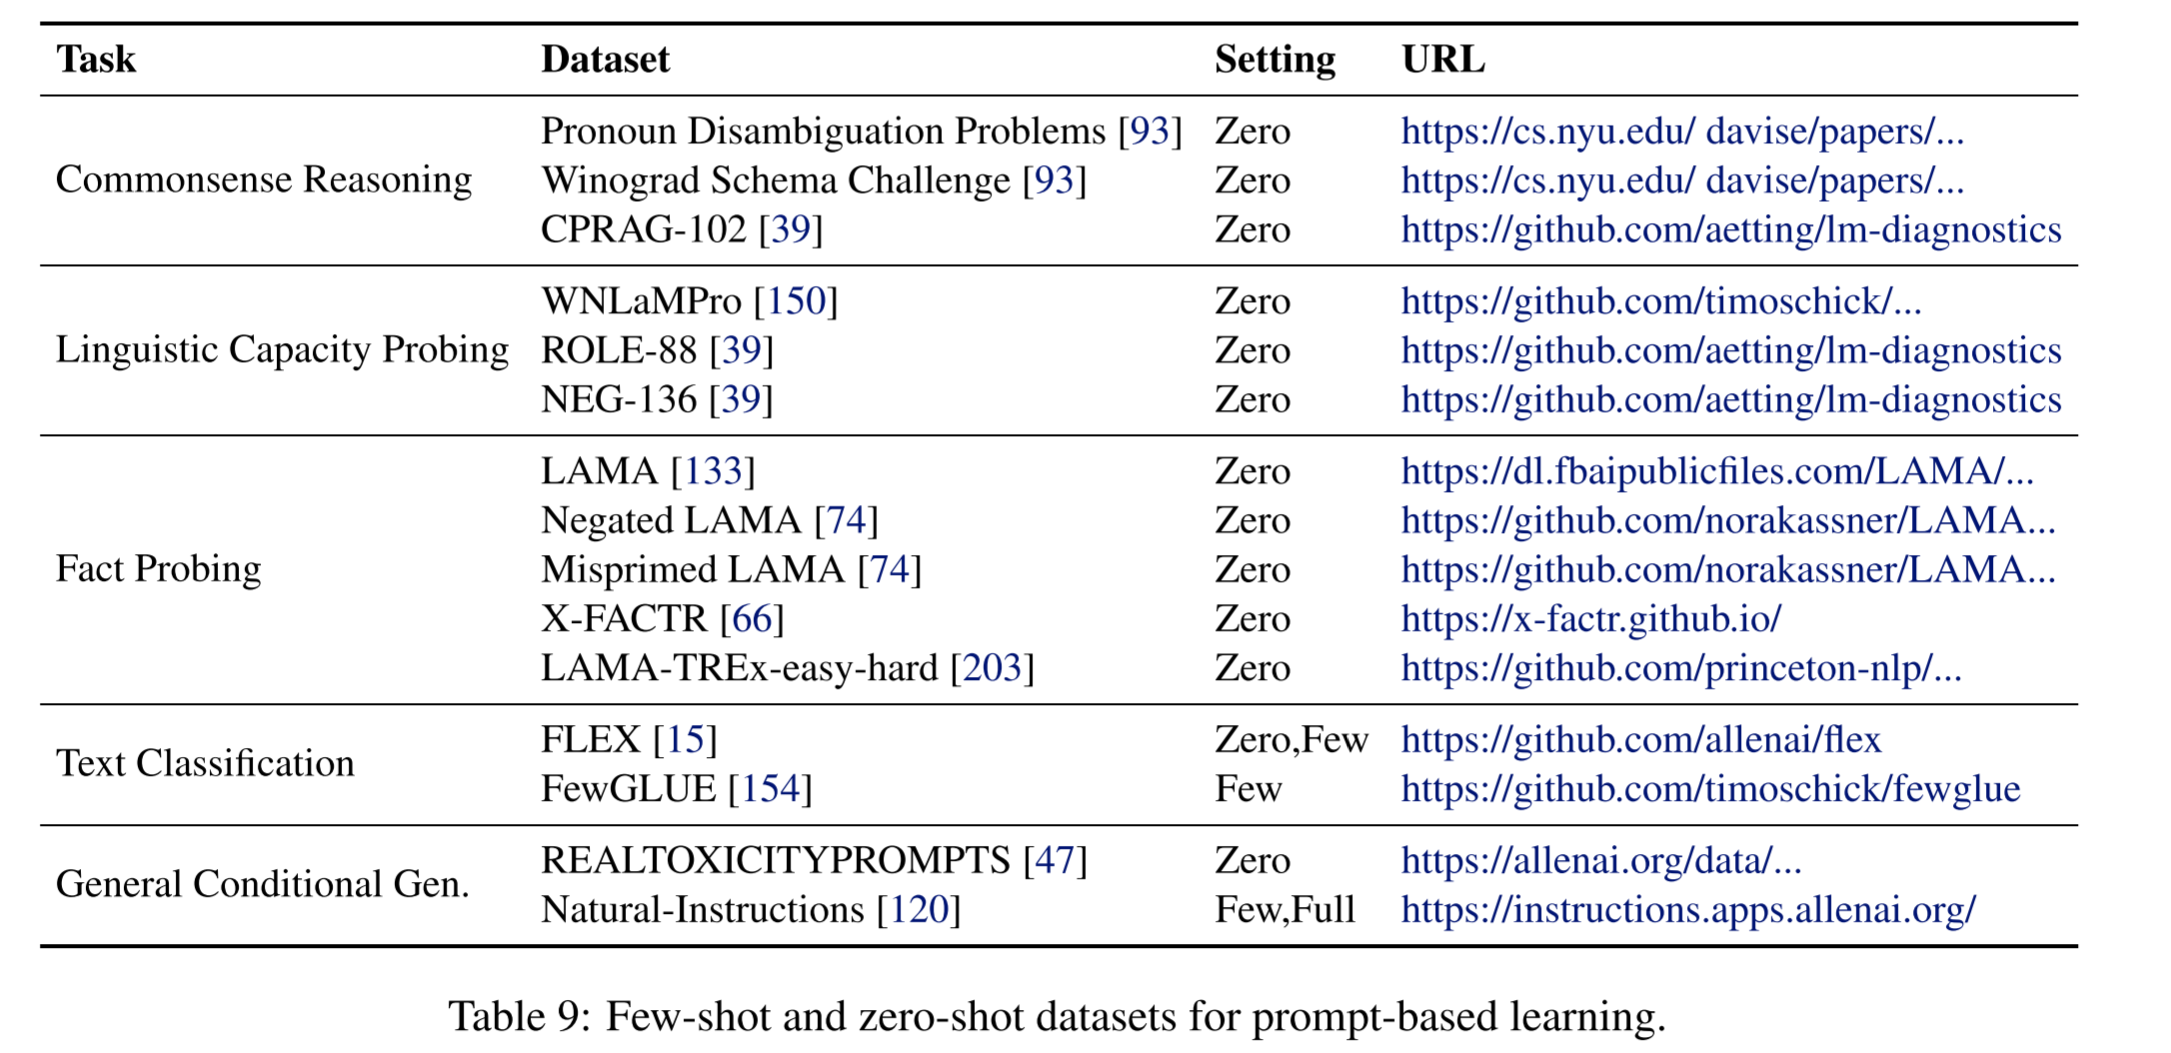 Task Dataset Setting URL
Pronoun Disambiguation Problems [93] Zero https://cs.nyu.edu/ davise/papers/...
Commonsense Reasoning Winograd Schema Challenge [93] Zero https://cs.nyu.edu/ davise/papers/...
CPRAG-102 [39] Zero https://github.com/aetting/lm-diagnostics
WNLaMPro [150] Zero https://github.com/timoschick/...
Linguistic Capacity Probing ROLE-88 [39] Zero https://github.com/aetting/lm-diagnostics
NEG-136 [39] Zero https://github.com/aetting/lm-diagnostics
LAMA [133] Zero https://dl.fbaipublicfiles.com/LAMA/...
Negated LAMA [74] Zero https://github.com/norakassner/LAMA...
Fact Probing Misprimed LAMA [74] Zero https://github.com/norakassner/LAMA...
X-FACTR [66] Zero https://x-factr.github.io/
LAMA-TREx-easy-hard [203] Zero https://github.com/princeton-nlp/...
FLEX [15] Zero,Few https://github.com/allenai/flex
Text Classification
FewGLUE [154] Few https://github.com/timoschick/fewglue
REALTOXICITYPROMPTS [47] Zero https://allenai.org/data/...
General Conditional Gen.
Natural-Instructions [120] Few,Full https://instructions.apps.allenai.org/
Table 9: Few-shot and zero-shot datasets for prompt-based learning.